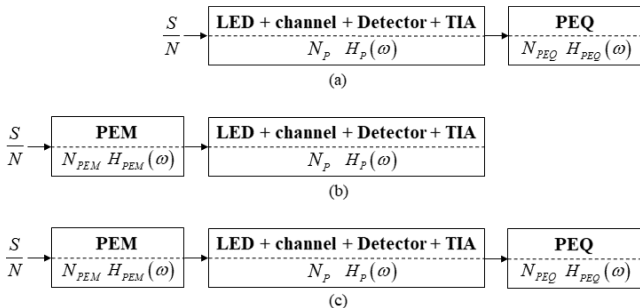 LED + channel + Detector + TIA
PEQ
S
N
N_P H_P(ω)
N_PEQ H_PEQ(ω)
(a)
PEM
LED + channel + Detector + TIA
S
N
N_PEM H_PEM(ω)
N_P H_P(ω)
(b)
PEM
LED + channel + Detector + TIA
PEQ
S
N
N_PEM H_PEM(ω)
N_P H_P(ω)
N_PEQ H_PEQ(ω)
(c)